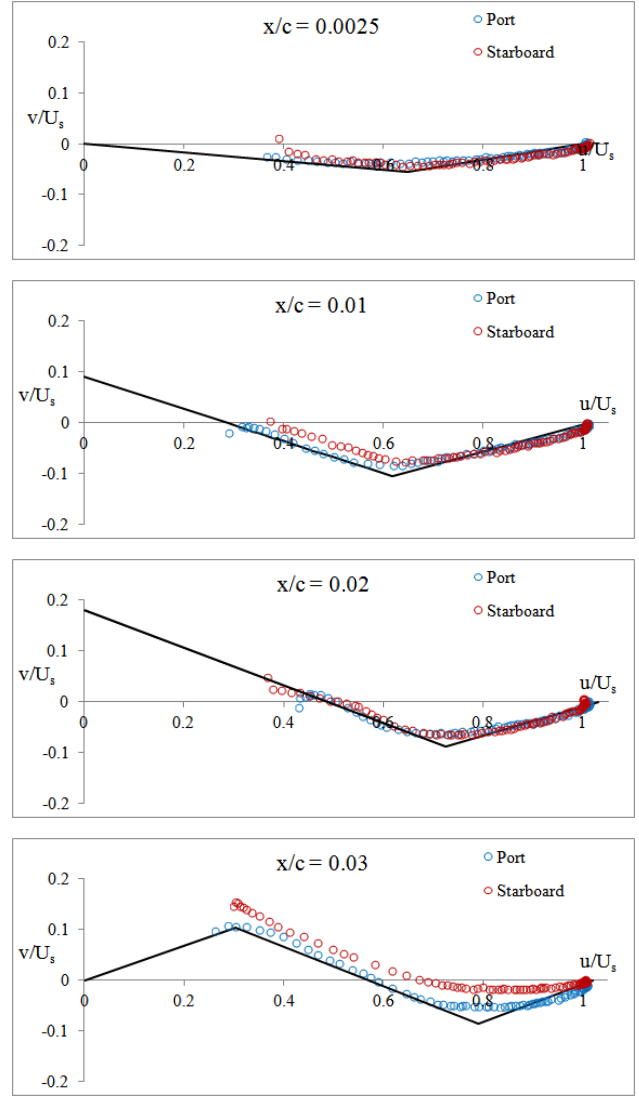 x/c = 0.0025
Port
Starboard
0.2
0.1
v/Uₛ
0
-0.1
-0.2
0
0.2
0.4
0.6
0.8
1
u/Uₛ
x/c = 0.01
Port
Starboard
0.2
0.1
v/Uₛ
0
-0.1
-0.2
0
0.2
0.4
0.6
0.8
1
u/Uₛ
x/c = 0.02
Port
Starboard
0.2
0.1
v/Uₛ
0
-0.1
-0.2
0
0.2
0.4
0.6
0.8
1
u/Uₛ
x/c = 0.03
Port
Starboard
0.2
0.1
v/Uₛ
0
-0.1
-0.2
0
0.2
0.4
0.6
0.8
1
u/Uₛ